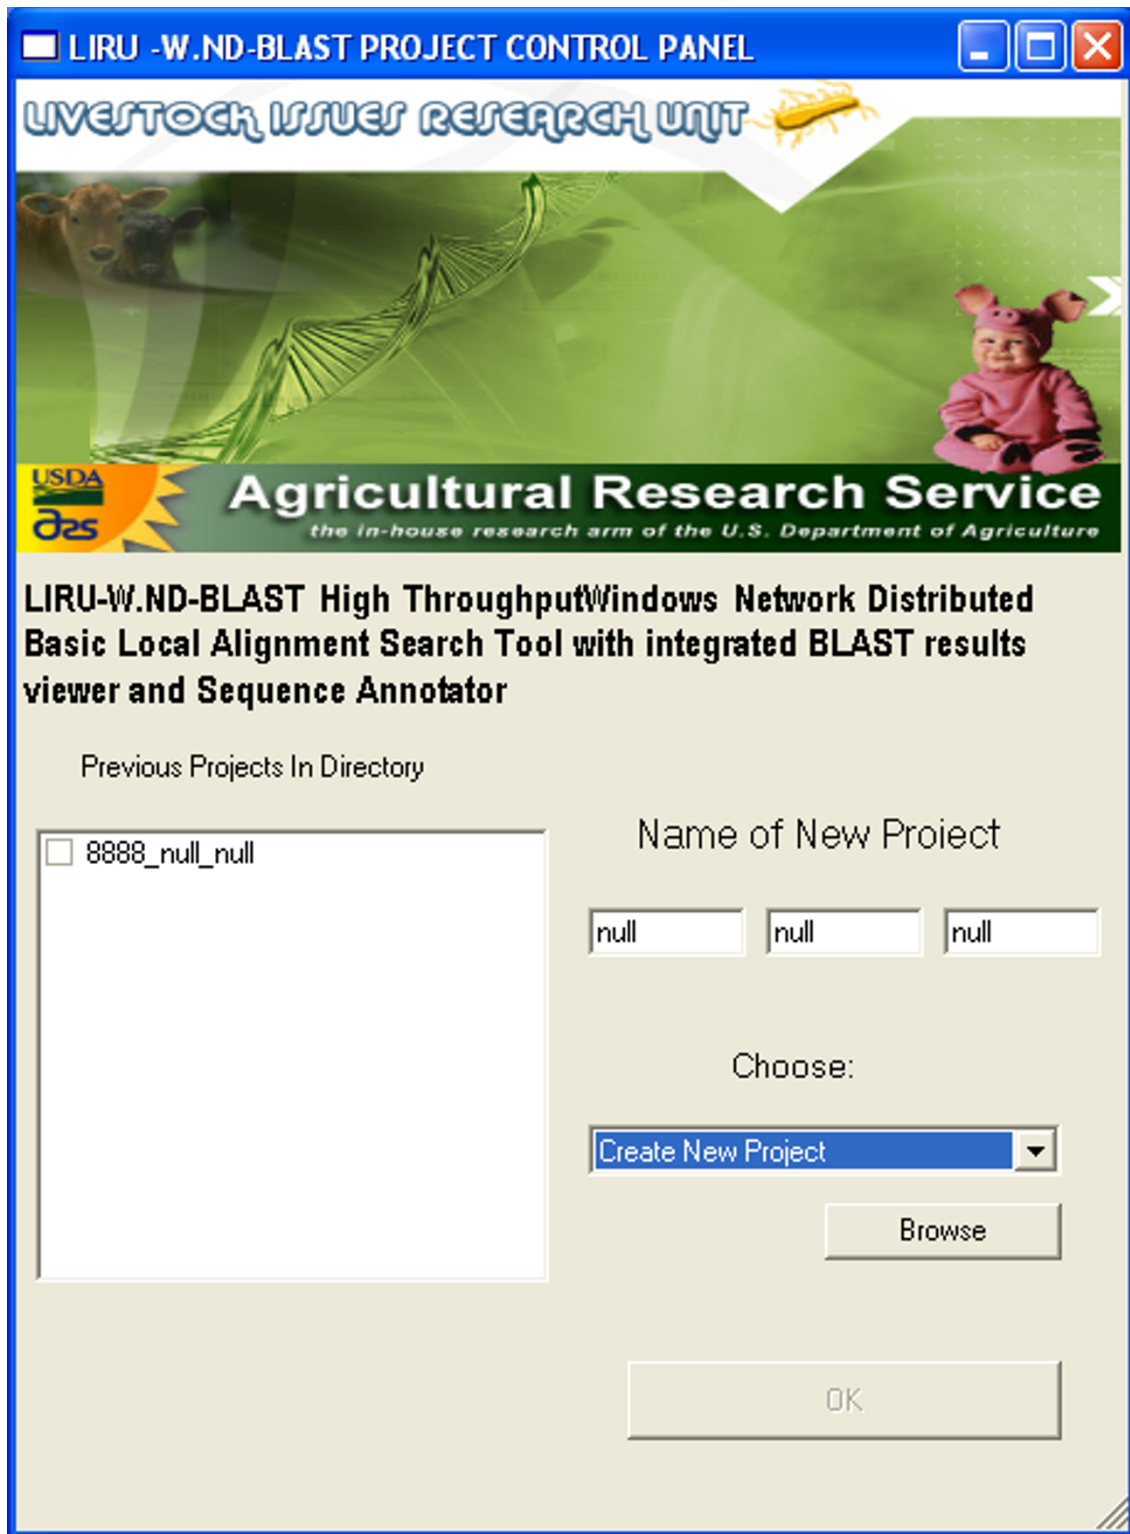 LIRU -W.ND-BLAST PROJECT CONTROL PANEL
LIVESTOCK ISSUES RESEARCH UNIT
USDA
ars
Agricultural Research Service
the in-house research arm of the U.S. Department of Agriculture
LIRU-W.ND-BLAST High ThroughputWindows Network Distributed
Basic Local Alignment Search Tool with integrated BLAST results
viewer and Sequence Annotator
Previous Projects In Directory
8888_null_null
Name of New Project
null null null
Choose:
Create New Project
Browse
OK